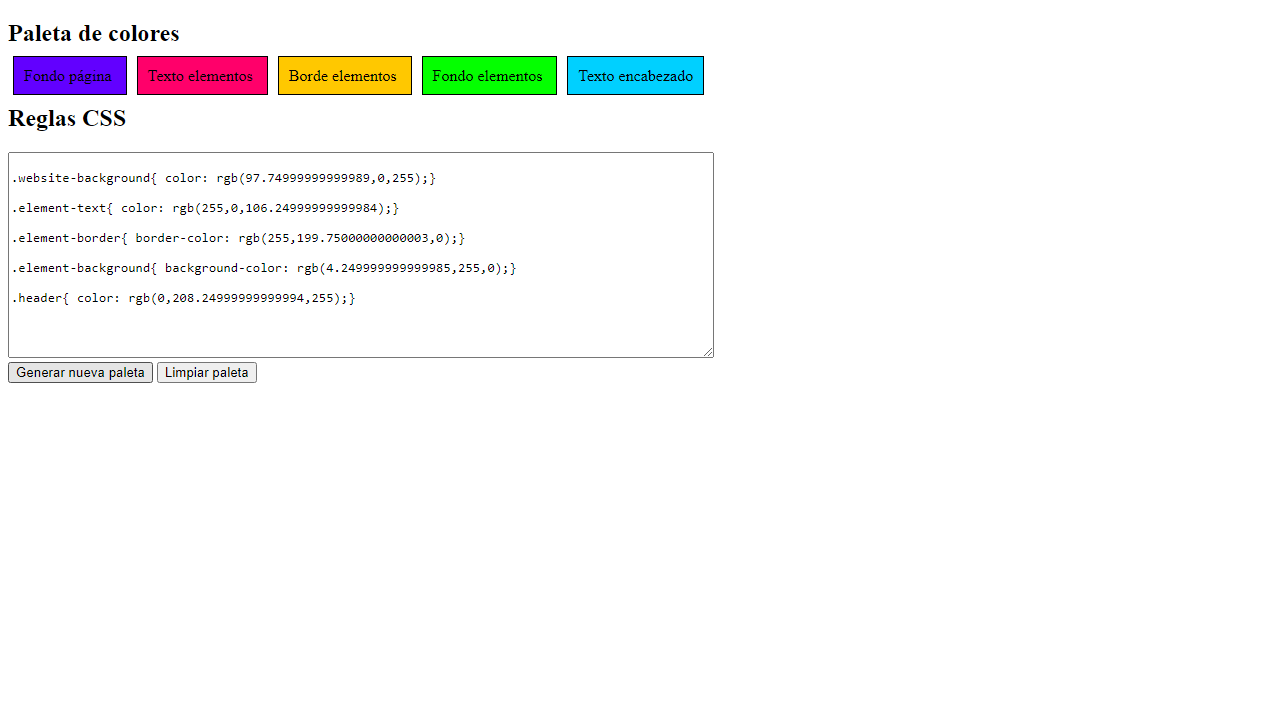 Paleta de colores
Fondo página Texto elementos Borde elementos Fondo elementos Texto encabezado
Reglas CSS
.website-background{ color: rgb(97.74999999999989,0,255);}
.element-text{ color: rgb(255,0,106.24999999999984);}
.element-border{ border-color: rgb(255,199.75000000000003,0);}
.element-background{ background-color: rgb(4.249999999999985,255,0);}
.header{ color: rgb(0,208.24999999999994,255);}
Generar nueva paleta Limpiar paleta